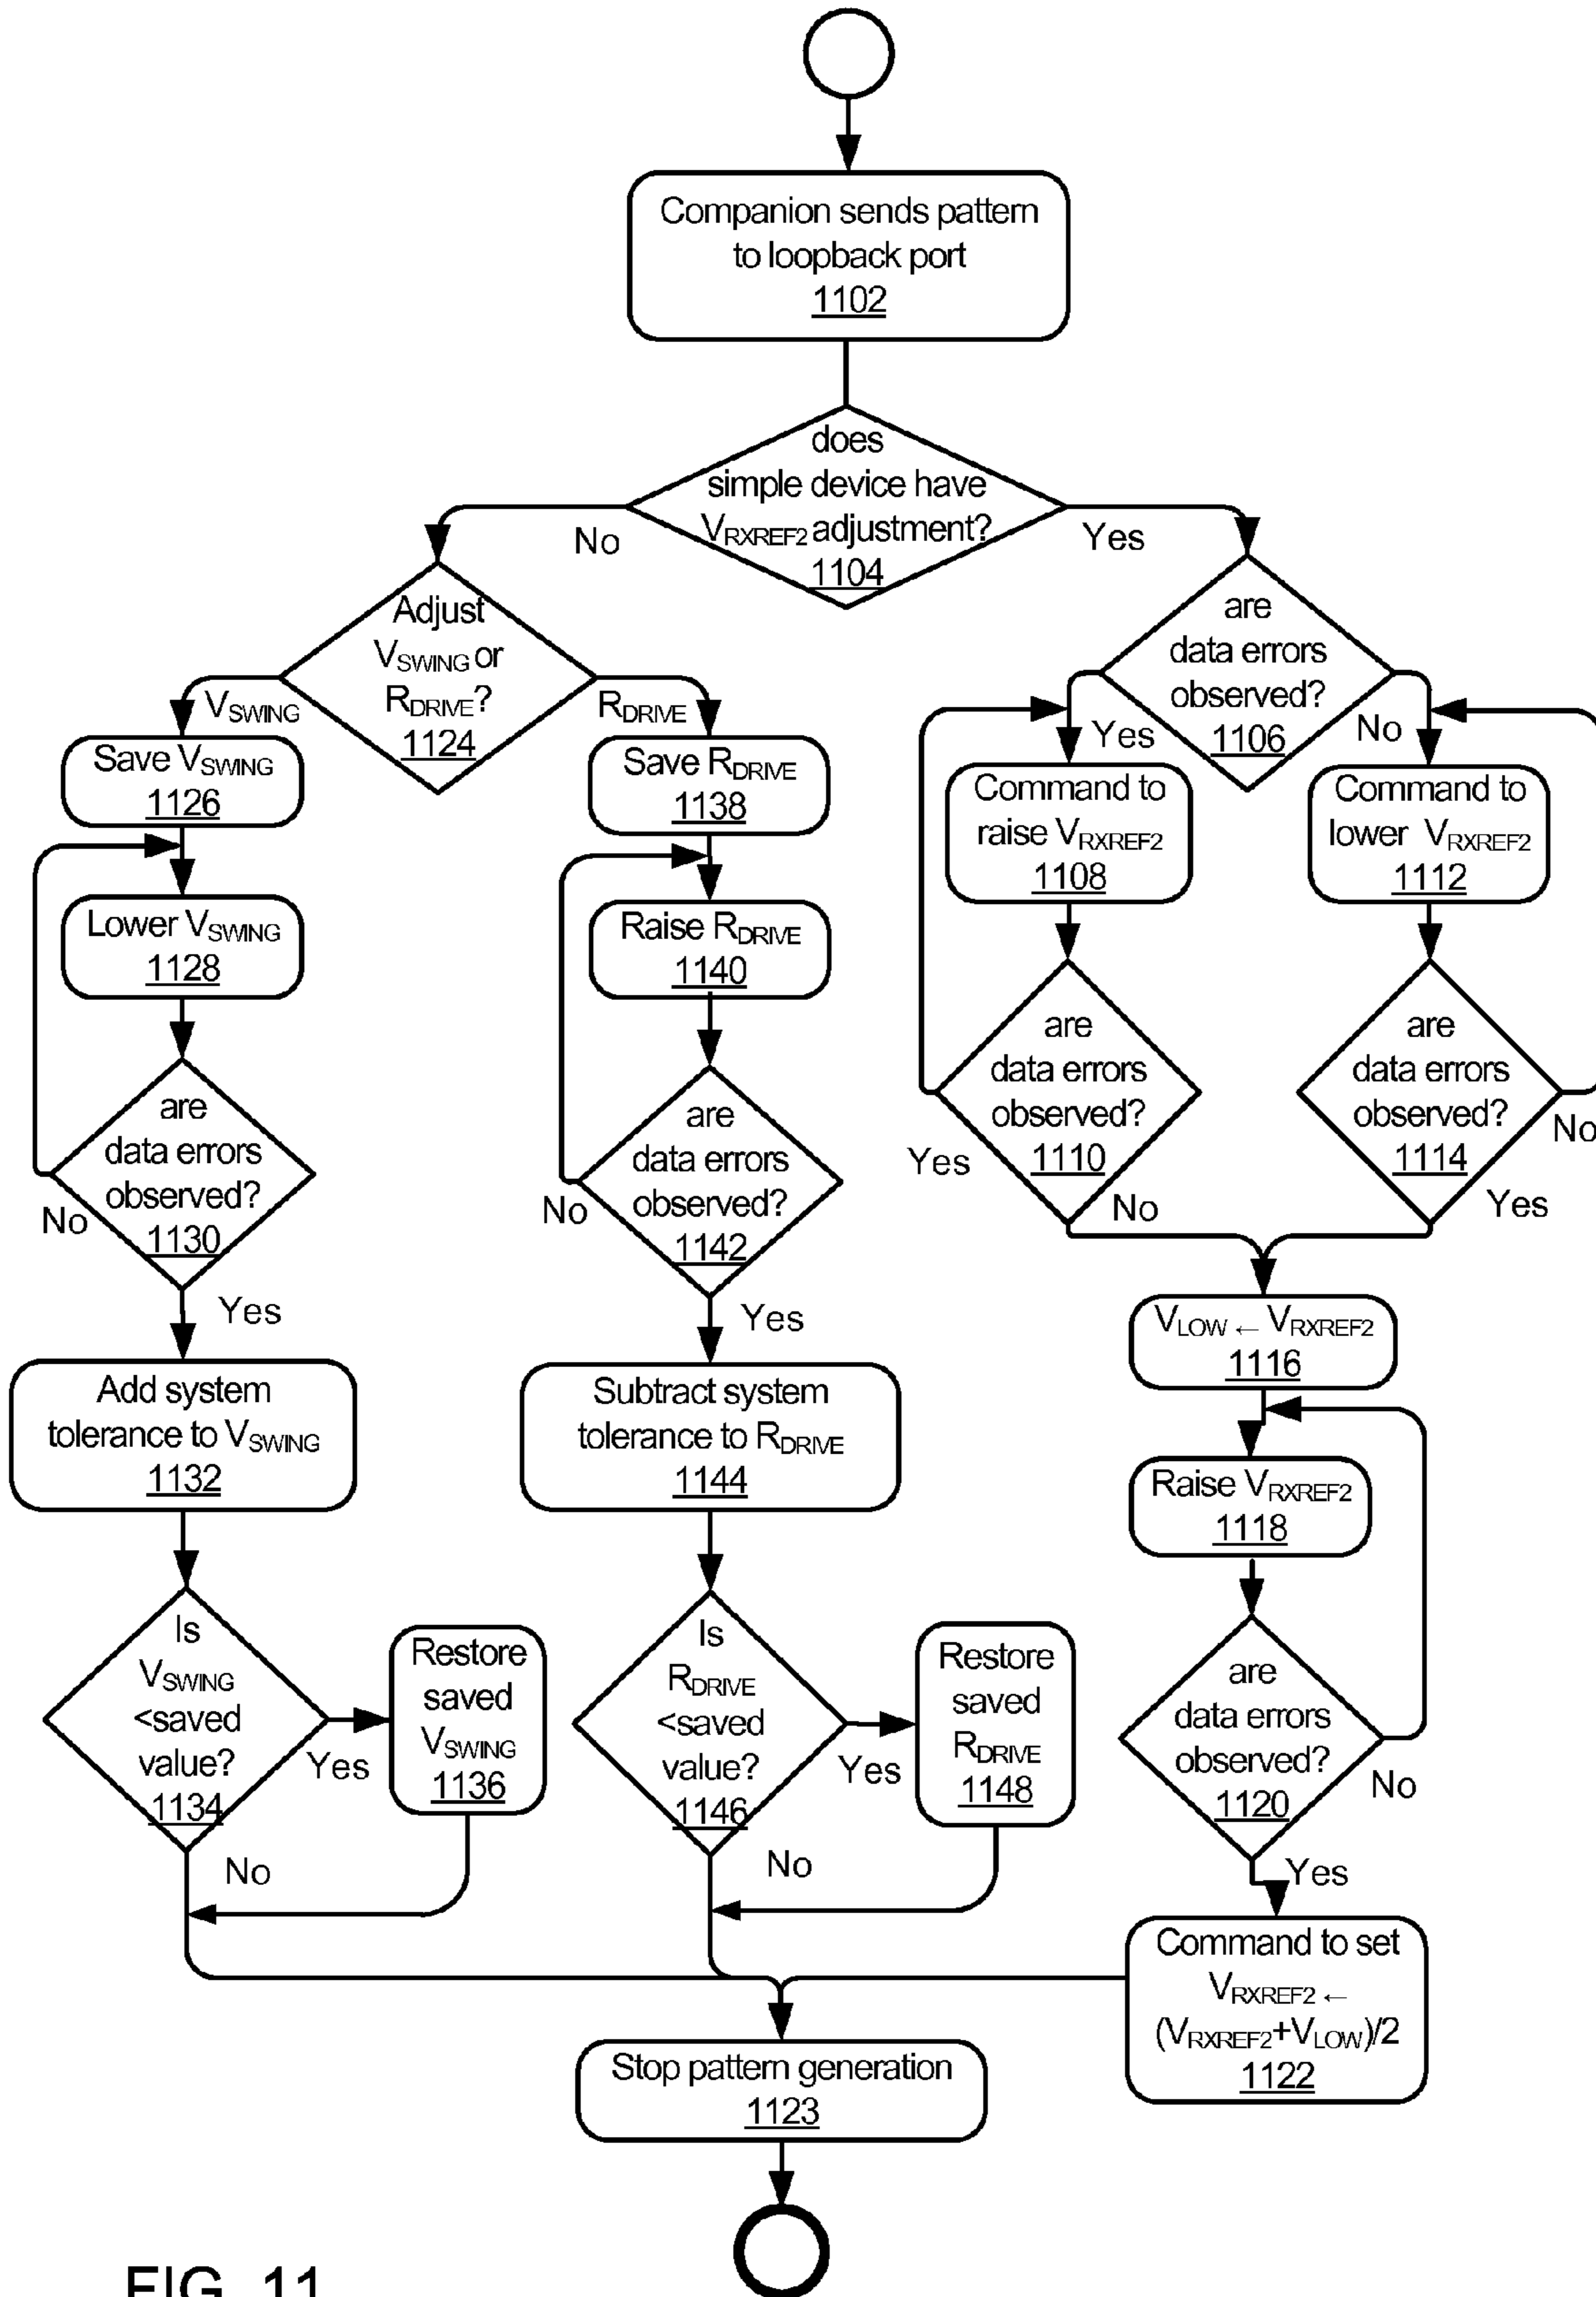 Companion sends pattern
to loopback port
1102
does
simple device have
VRXREF2 adjustment?
1104
No
Yes
Adjust
VSWING or
RDRIVE?
1124
VSWING
RDRIVE
are
data errors
observed?
1106
Yes
No
Save VSWING
1126
Save RDRIVE
1138
Command to
raise VRXREF2
1108
Command to
lower VRXREF2
1112
Lower VSWING
1128
Raise RDRIVE
1140
are
data errors
observed?
1130
No
Yes
are
data errors
observed?
1142
No
Yes
are
data errors
observed?
1110
Yes
No
are
data errors
observed?
1114
No
Yes
VLOW ← VRXREF2
1116
Add system
tolerance to VSWING
1132
Subtract system
tolerance to RDRIVE
1144
Raise VRXREF2
1118
Is
VSWING
<saved
value?
1134
Yes
No
Restore
saved
VSWING
1136
Is
RDRIVE
<saved
value?
1146
Yes
No
Restore
saved
RDRIVE
1148
are
data errors
observed?
1120
No
Yes
Command to set
VRXREF2 ←
(VRXREF2+VLOW)/2
1122
Stop pattern generation
1123
FIG. 11